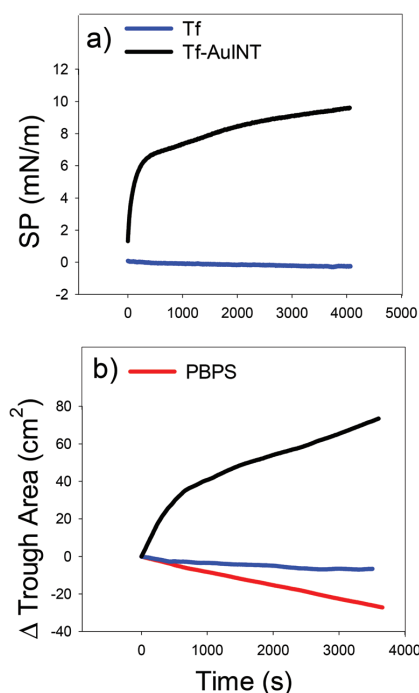 a)
Tf
Tf-AuINT
SP (mN/m)
12
10
8
6
4
2
0
-2
0 1000 2000 3000 4000 5000
b)
PBPS
Δ Trough Area (cm²)
80
60
40
20
0
-20
-40
0 1000 2000 3000 4000
Time (s)